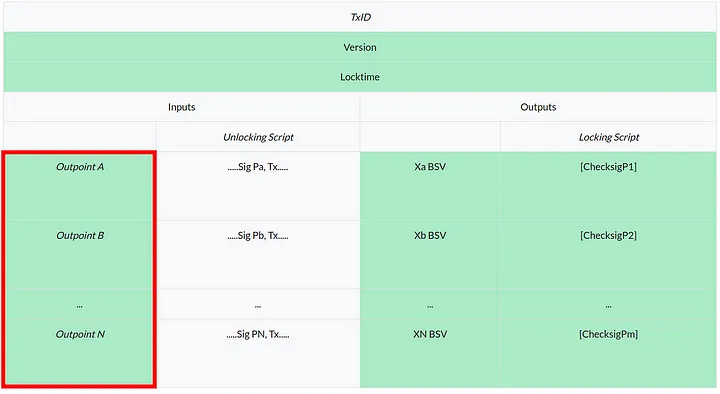 TxID
Version
Locktime
Inputs Outputs
Unlocking Script Locking Script
Outpoint A .....Sig Pa, Tx..... Xa BSV [ChecksigP1]
Outpoint B .....Sig Pb, Tx..... Xb BSV [ChecksigP2]
... ... ... ...
Outpoint N .....Sig PN, Tx..... XN BSV [ChecksigPm]